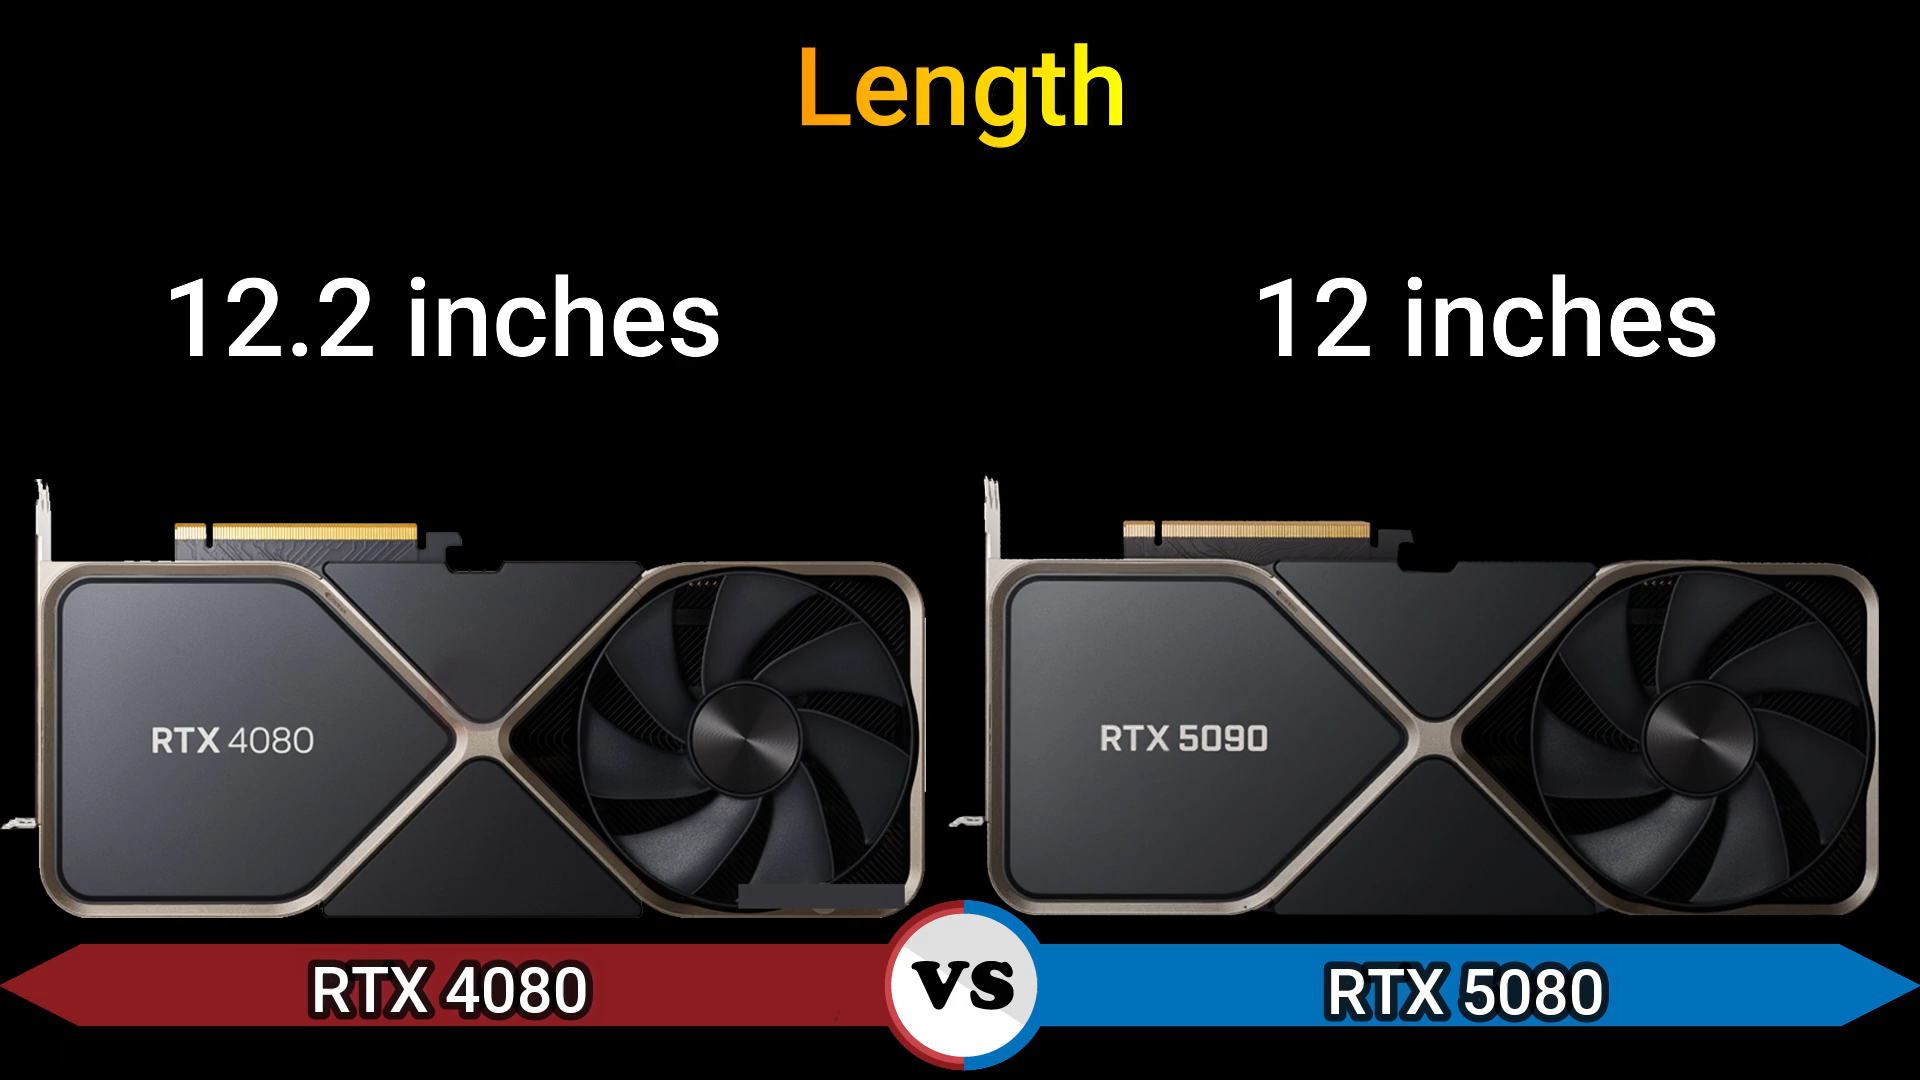 Length
12.2 inches
12 inches
RTX 4080
RTX 5090
RTX 4080
VS
RTX 5080